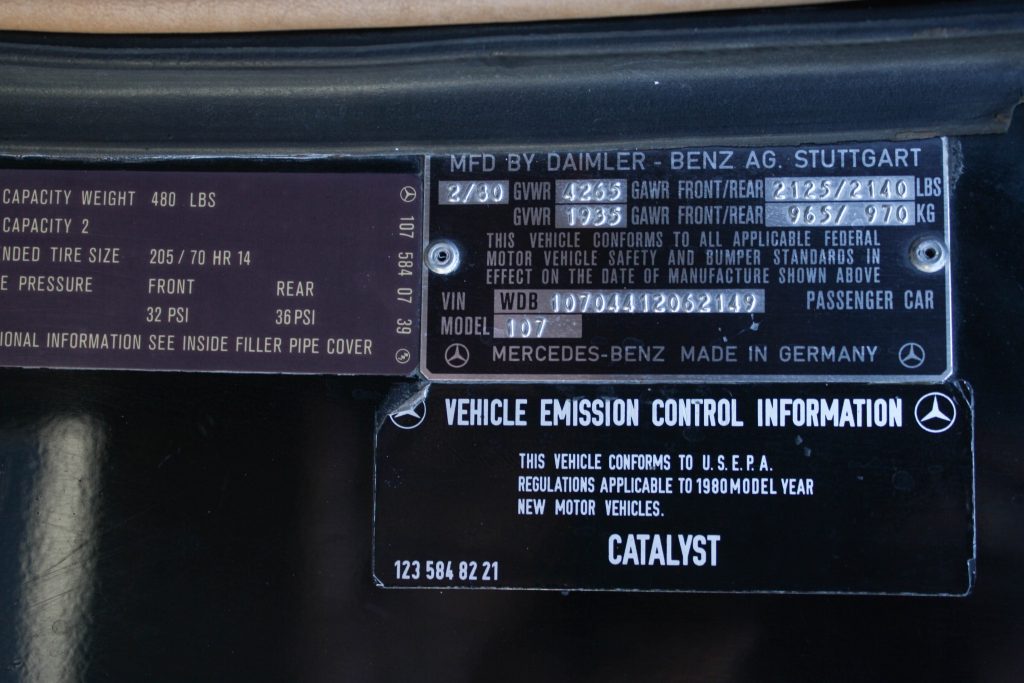 CAPACITY WEIGHT 480 LBS
CAPACITY 2
NDED TIRE SIZE 205/70 HR 14
E PRESSURE FRONT REAR
32 PSI 36 PSI
IONAL INFORMATION SEE INSIDE FILLER PIPE COVER
107 584 07 39
MFD BY DAIMLER - BENZ AG. STUTTGART
2/80 GVWR 4265 GAWR FRONT/REAR 2125/2140 LBS
GVWR 1935 GAWR FRONT/REAR 965/ 970 KG
THIS VEHICLE CONFORMS TO ALL APPLICABLE FEDERAL
MOTOR VEHICLE SAFETY AND BUMPER STANDARDS IN
EFFECT ON THE DATE OF MANUFACTURE SHOWN ABOVE
VIN WDB 10704412062149 PASSENGER CAR
MODEL 107
MERCEDES-BENZ MADE IN GERMANY
VEHICLE EMISSION CONTROL INFORMATION
THIS VEHICLE CONFORMS TO U.S.E.P.A.
REGULATIONS APPLICABLE TO 1980 MODEL YEAR
NEW MOTOR VEHICLES.
CATALYST
123 584 82 21